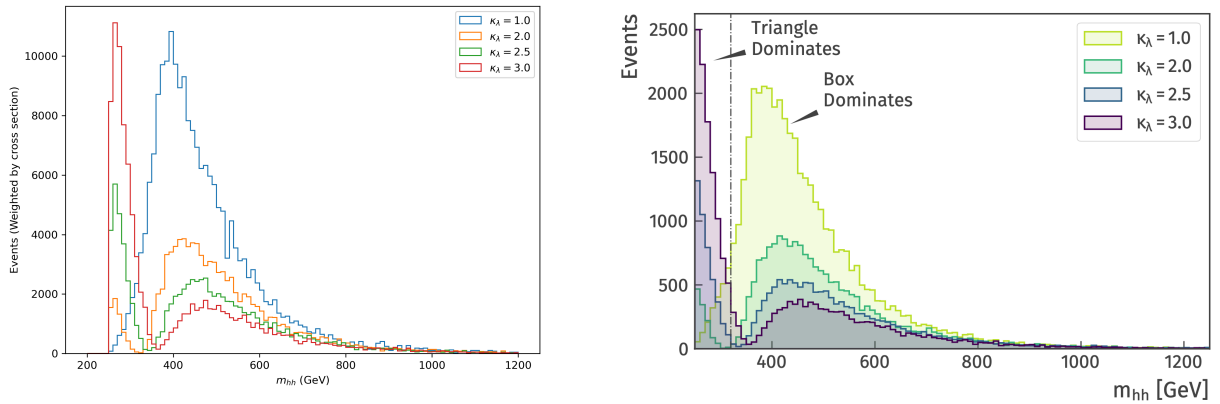 10000
8000
6000
4000
2000
0
Events (Weighted by cross section)
κλ = 1.0
κλ = 2.0
κλ = 2.5
κλ = 3.0
200
400
600
800
1000
1200
mhh (GeV)
2500
2000
1500
1000
500
0
Events
Triangle
Dominates
Box
Dominates
κλ = 1.0
κλ = 2.0
κλ = 2.5
κλ = 3.0
400
600
800
1000
1200
mhh [GeV]